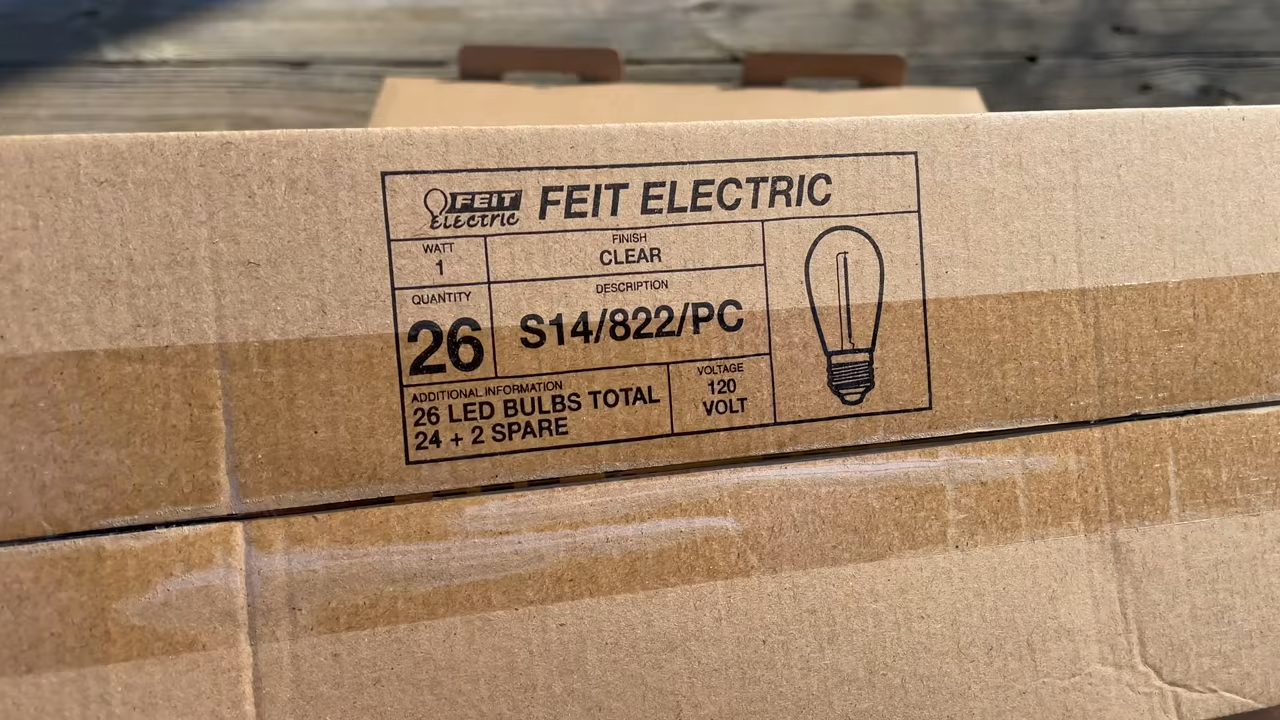 FEIT
ELECTRIC
FEIT ELECTRIC
WATT
1
FINISH
CLEAR
QUANTITY
26
DESCRIPTION
S14/822/PC
ADDITIONAL INFORMATION
26 LED BULBS TOTAL
24 + 2 SPARE
VOLTAGE
120
VOLT